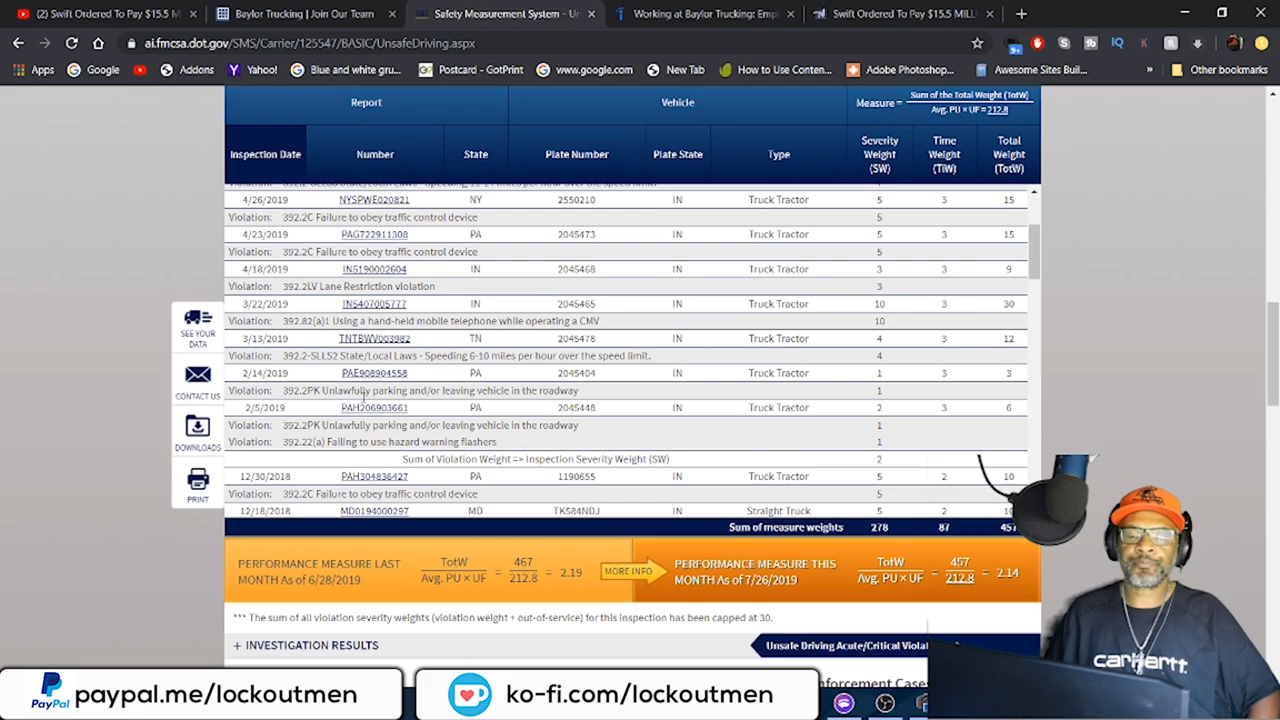 (2) Swift Ordered To Pay $15.5 M
Baylor Trucking | Join Our Team
Safety Measurement System - Un
Working at Baylor Trucking: Empl
Swift Ordered To Pay $15.5 MILL
ai.fmcsa.dot.gov/SMS/Carrier/125547/BASIC/UnsafeDriving.aspx
Apps Google Addons Yahoo! Blue and white gru... Postcard - GotPrint www.google.com New Tab How to Use Conten... Adobe Photoshop... Awesome Sites Buil... » Other bookmarks
Report Vehicle Measure = Sum of the Total Weight (TotW)
Avg. PU × UF = 212.8
Inspection Date Number State Plate Number Plate State Type Severity Weight (SW) Time Weight (TiW) Total Weight (TotW)
4/26/2019 NYSPWE020821 NY 2550210 IN Truck Tractor 5 3 15
Violation: 392.2C Failure to obey traffic control device 5
4/23/2019 PAG722911308 PA 2045473 IN Truck Tractor 5 3 15
Violation: 392.2C Failure to obey traffic control device 5
4/18/2019 IN5190002604 IN 2045468 IN Truck Tractor 3 3 9
Violation: 392.2LV Lane Restriction violation 3
3/22/2019 IN5407005777 IN 2045465 IN Truck Tractor 10 3 30
Violation: 392.82(a)1 Using a hand-held mobile telephone while operating a CMV 10
3/13/2019 TNTBWV003982 TN 2045478 IN Truck Tractor 4 3 12
Violation: 392.2-SLLS2 State/Local Laws - Speeding 6-10 miles per hour over the speed limit. 4
2/14/2019 PAE908904558 PA 2045404 IN Truck Tractor 1 3 3
Violation: 392.2PK Unlawfully parking and/or leaving vehicle in the roadway 1
2/5/2019 PAH206903661 PA 2045448 IN Truck Tractor 2 3 6
Violation: 392.2PK Unlawfully parking and/or leaving vehicle in the roadway 1
Violation: 392.22(a) Failing to use hazard warning flashers 1
Sum of Violation Weight => Inspection Severity Weight (SW) 2
12/30/2018 PAH304836427 PA 1190655 IN Truck Tractor 5 2 10
Violation: 392.2C Failure to obey traffic control device 5
12/18/2018 MD0194000297 MD TK584NDJ IN Straight Truck 5 2
Sum of measure weights 278 87 457
PERFORMANCE MEASURE LAST MONTH As of 6/28/2019 TotW / Avg. PU × UF = 467 / 212.8 = 2.19
MORE INFO
PERFORMANCE MEASURE THIS MONTH As of 7/26/2019 TotW / Avg. PU × UF = 457 / 212.8 = 2.14
*** The sum of all violation severity weights (violation weight + out-of-service) for this inspection has been capped at 30.
+ INVESTIGATION RESULTS
Unsafe Driving Acute/Critical Violat
SEE YOUR DATA
CONTACT US
DOWNLOADS
PRINT
carhartt
PayPal paypal.me/lockoutmen
ko-fi.com/lockoutmen